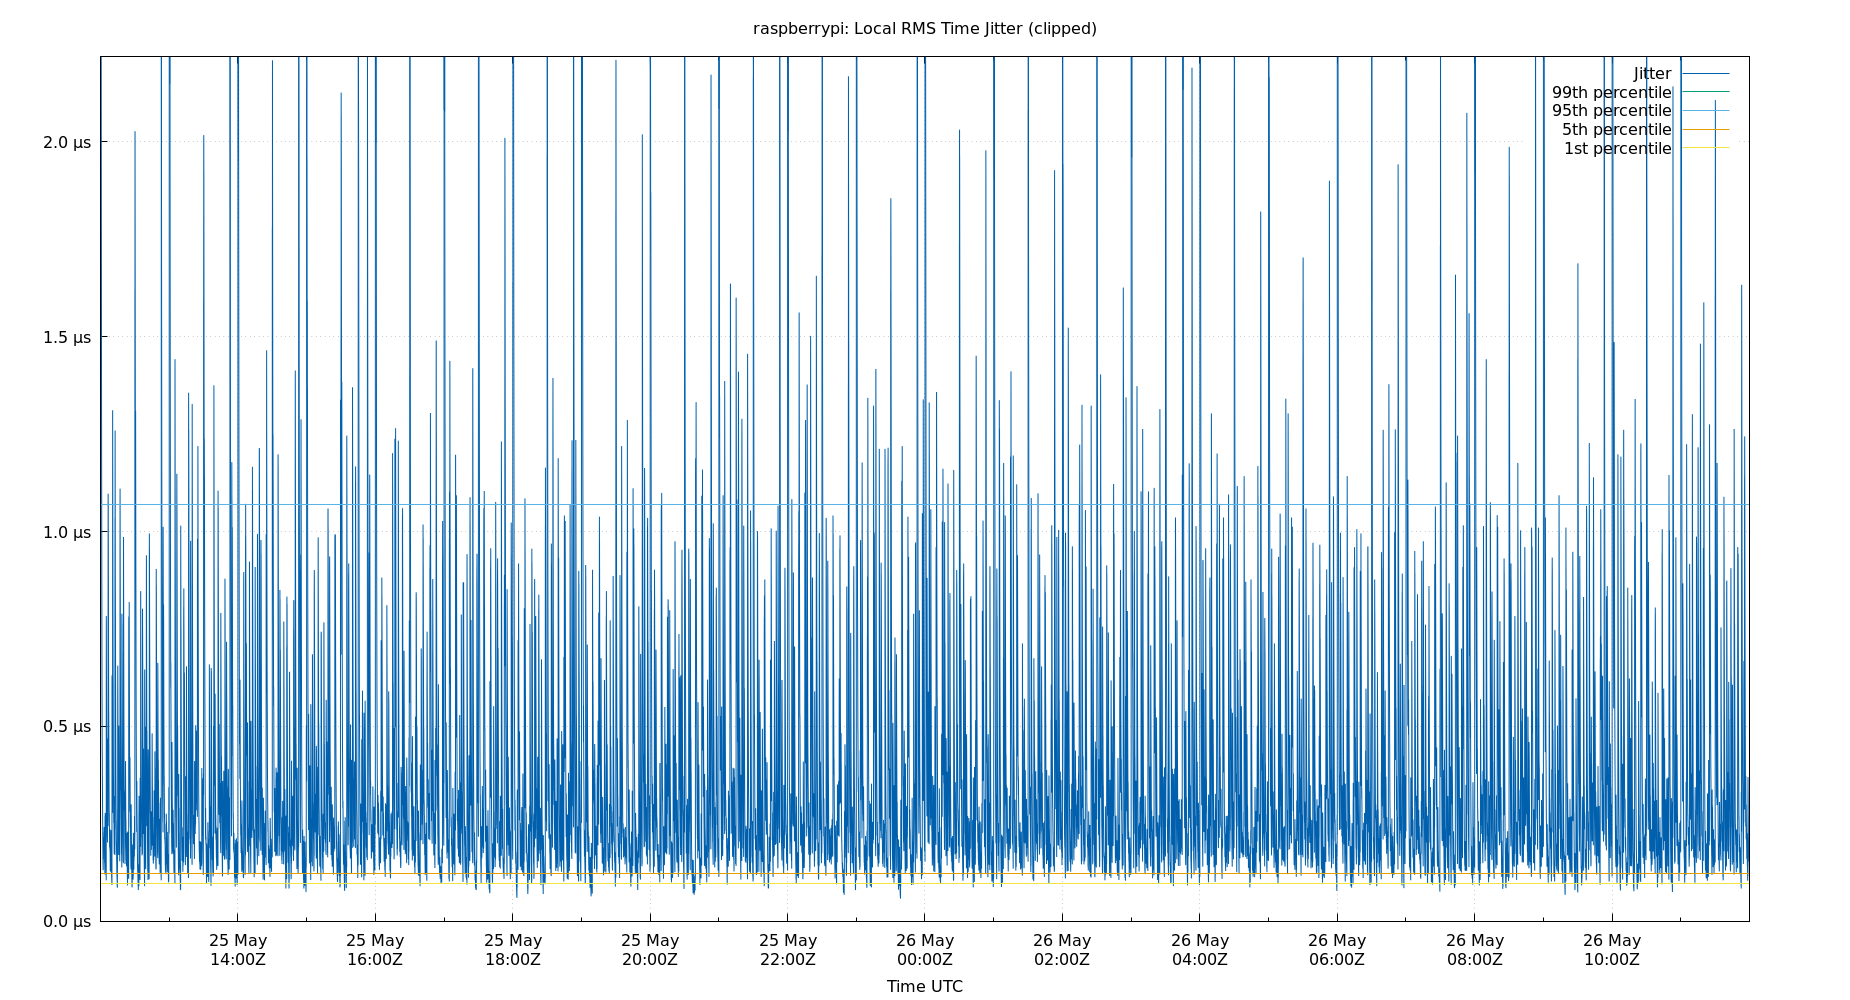 raspberrypi: Local RMS Time Jitter (clipped)
Jitter
99th percentile
95th percentile
5th percentile
1st percentile
2.0 µs
1.5 µs
1.0 µs
0.5 µs
0.0 µs
25 May 25 May 25 May 25 May 25 May 26 May 26 May 26 May 26 May 26 May 26 May
14:00Z 16:00Z 18:00Z 20:00Z 22:00Z 00:00Z 02:00Z 04:00Z 06:00Z 08:00Z 10:00Z
Time UTC